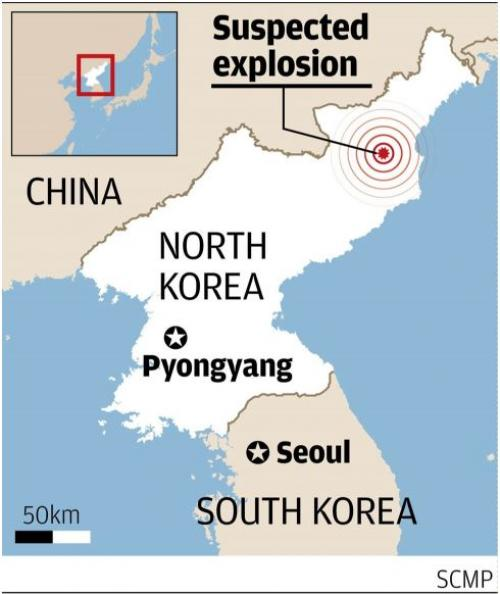 Suspected
explosion
CHINA
NORTH
KOREA
Pyongyang
Seoul
SOUTH KOREA
50km
SCMP